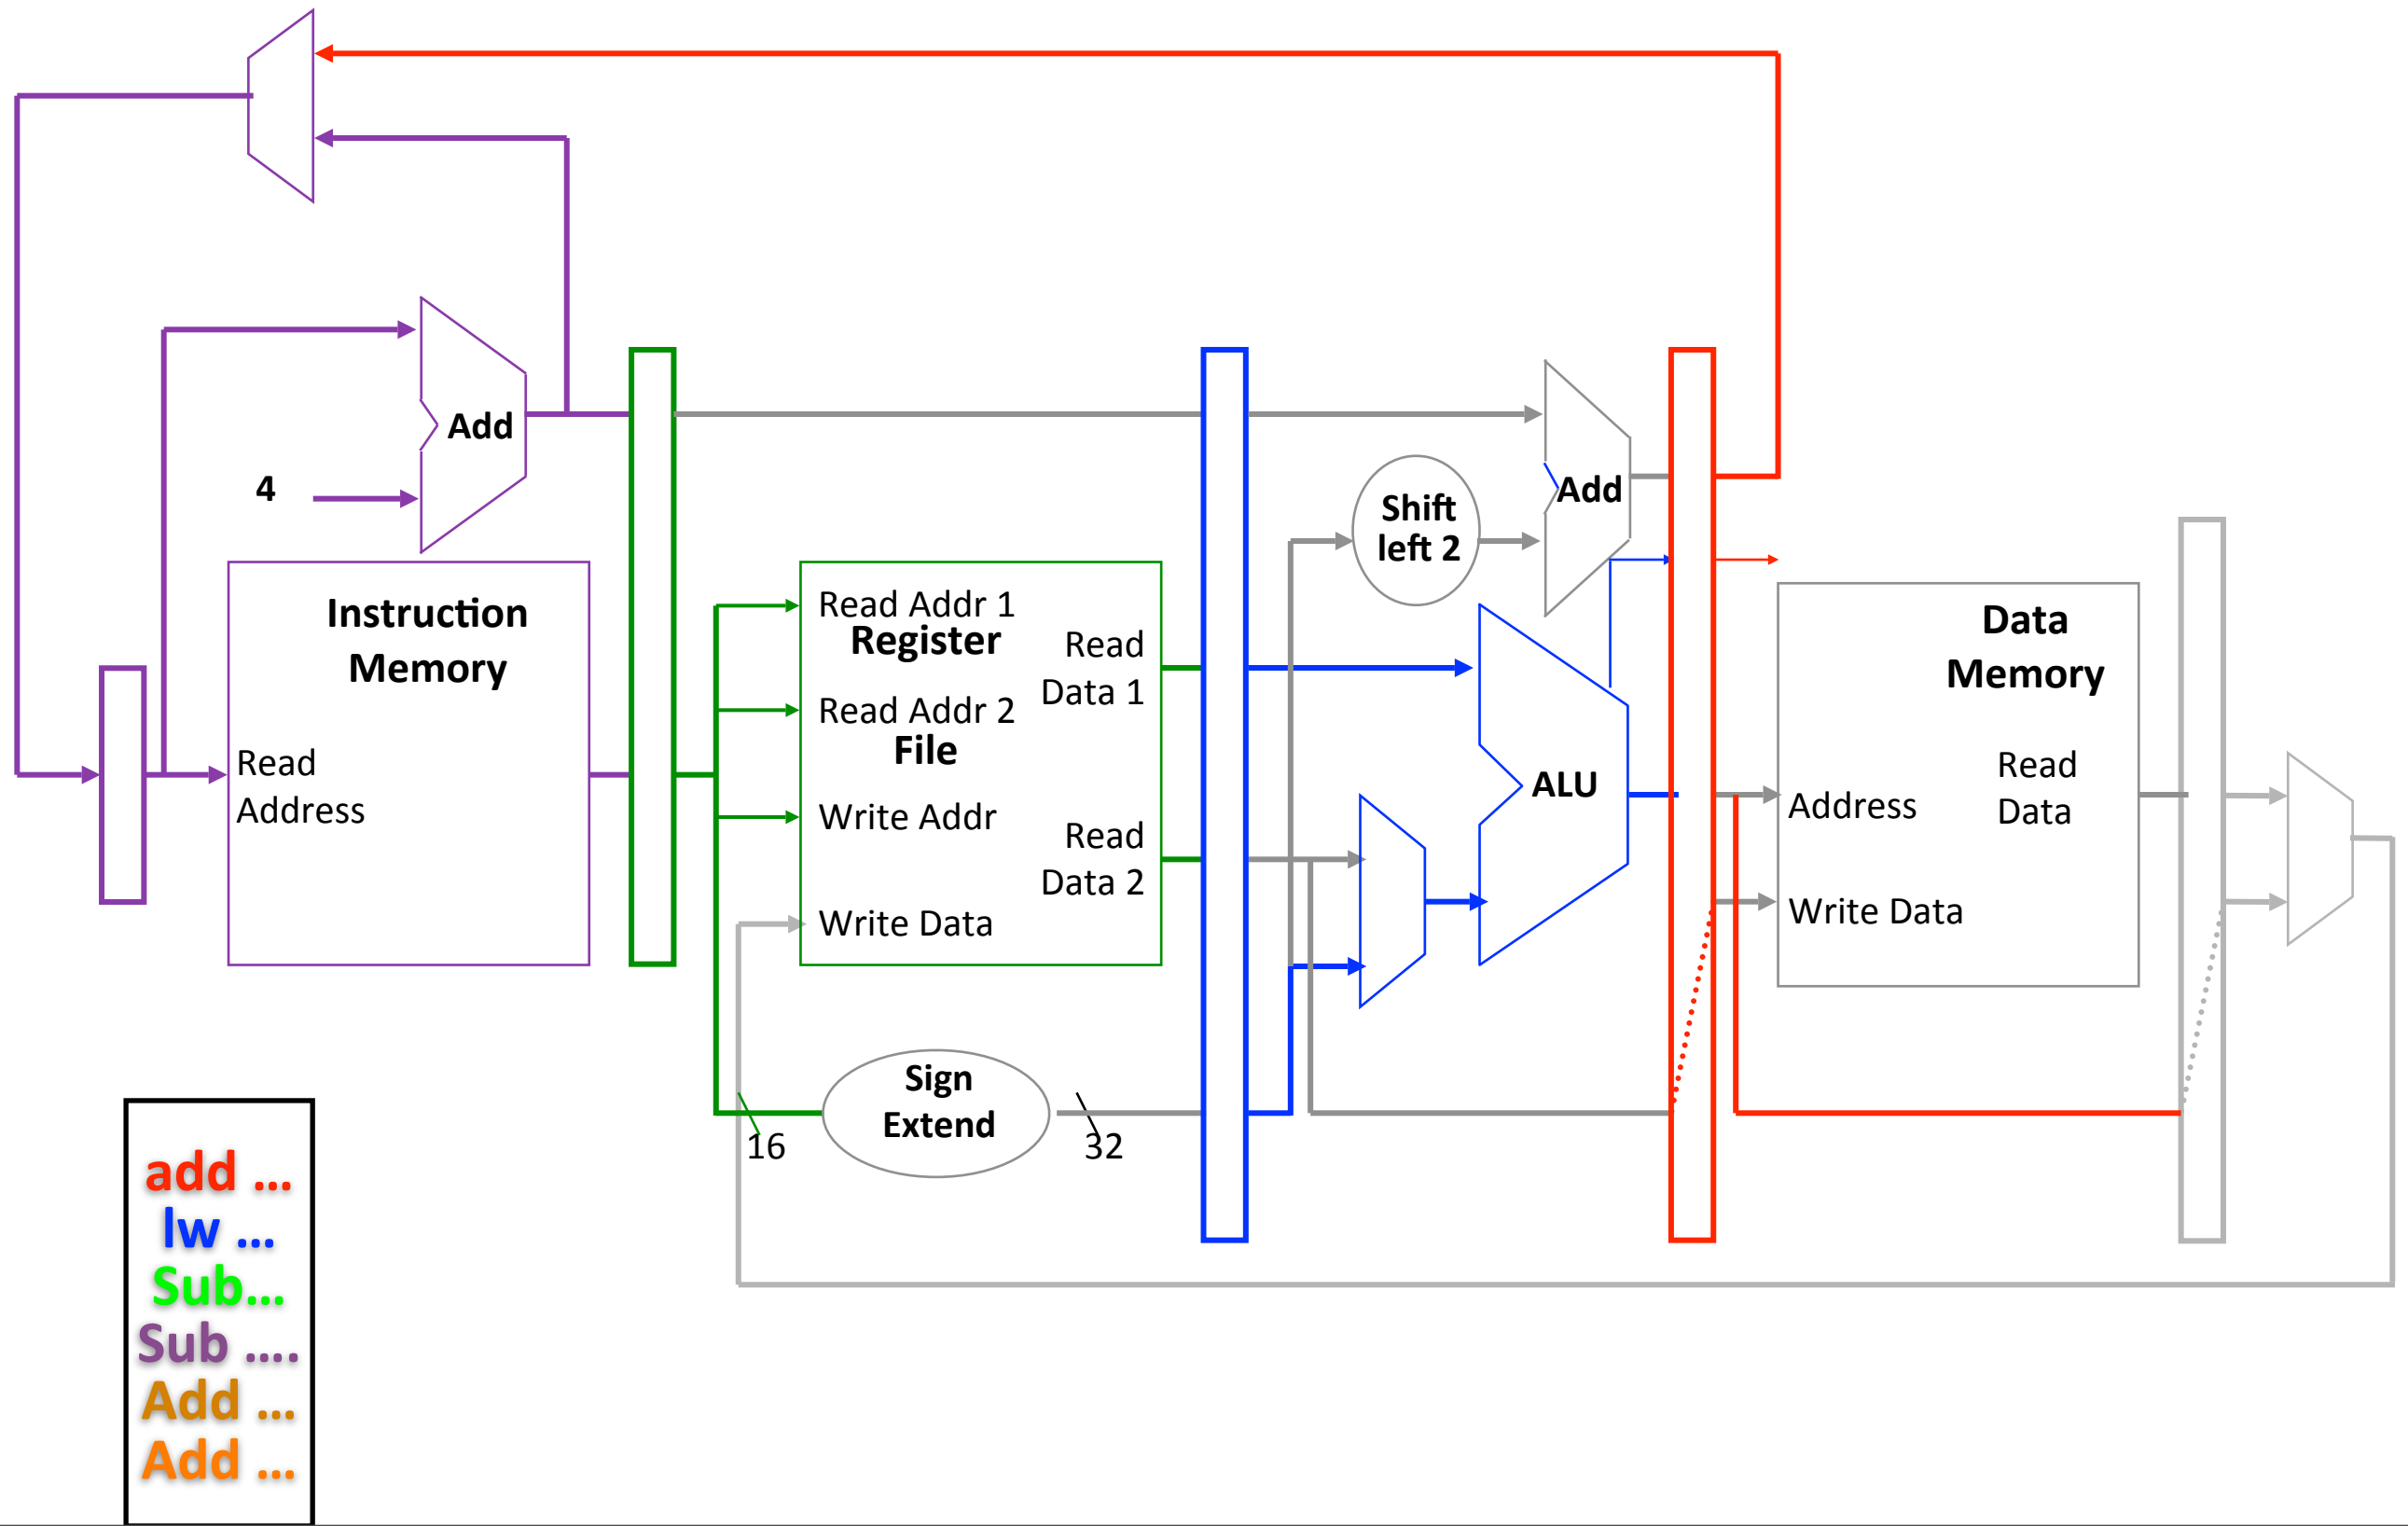 Add
4
Instruction
Memory
Read
Address
Read Addr 1
Register
Read Addr 2
File
Write Addr
Write Data
Read
Data 1
Read
Data 2
Sign
Extend
16
32
Shift
left 2
Add
ALU
Data
Memory
Address
Read
Data
Write Data
add ...
lw ...
Sub...
Sub ....
Add ...
Add ...